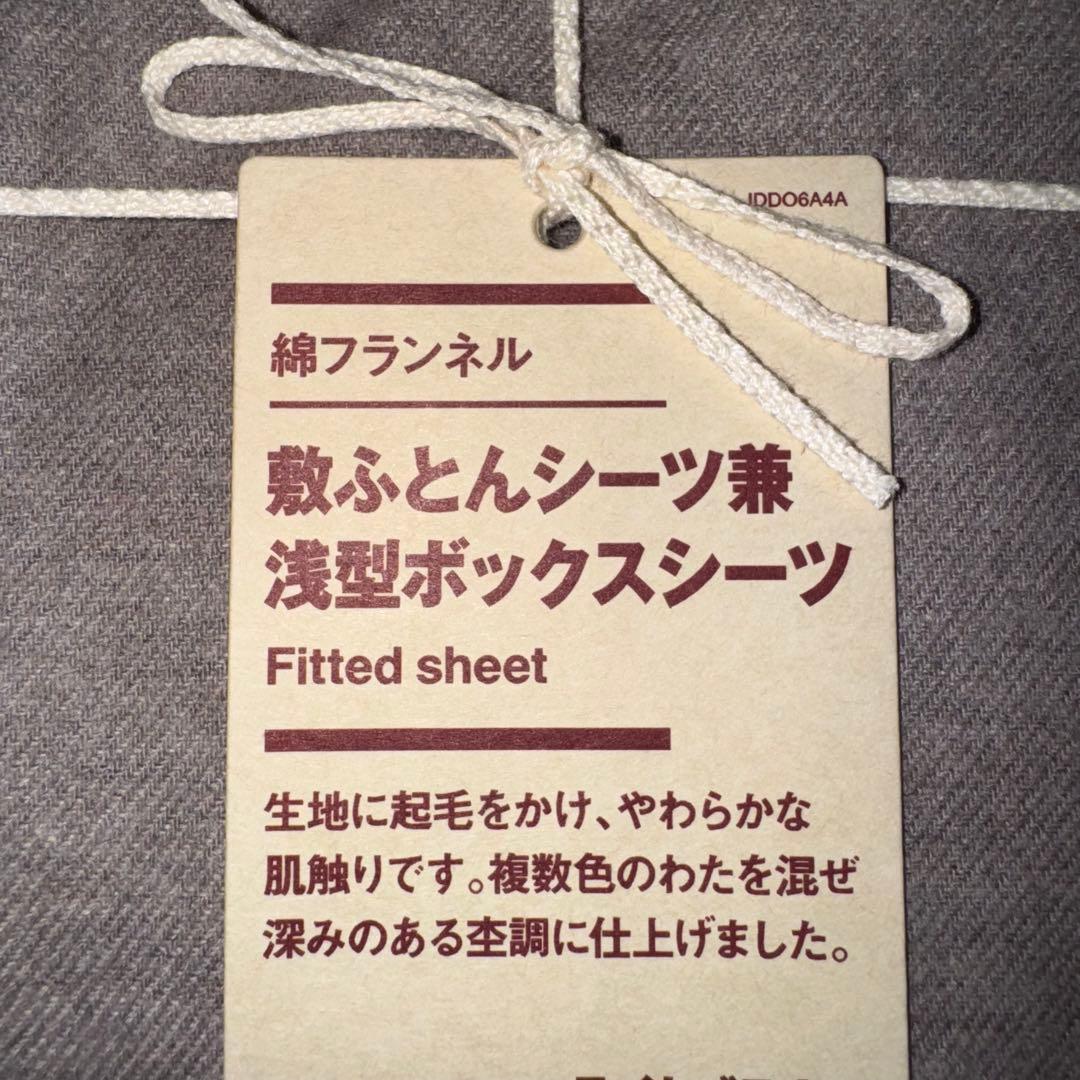 IDD06A4A
綿フランネル
敷ふとんシーツ兼
浅型ボックスシーツ
Fitted sheet
生地に起毛をかけ、やわらかな
肌触りです。複数色のわたを混ぜ
深みのある杢調に仕上げました。